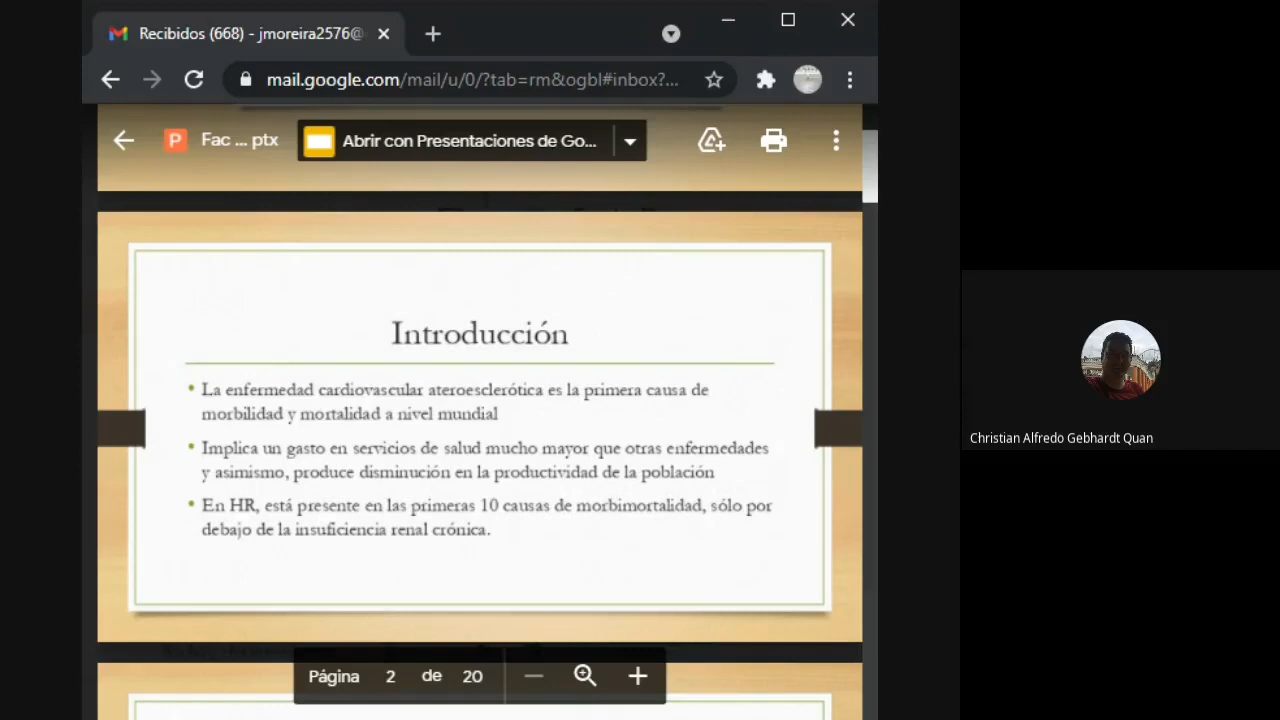 Recibidos (668) - jmoreira2576@
mail.google.com/mail/u/0/?tab=rm&ogbl#inbox?...
P Fac ... ptx
Abrir con Presentaciones de Go...
Introducción
• La enfermedad cardiovascular ateroesclerótica es la primera causa de
morbilidad y mortalidad a nivel mundial
• Implica un gasto en servicios de salud mucho mayor que otras enfermedades
y asimismo, produce disminución en la productividad de la población
• En HR, está presente en las primeras 10 causas de morbimortalidad, sólo por
debajo de la insuficiencia renal crónica.
Página 2 de 20
Christian Alfredo Gebhardt Quan